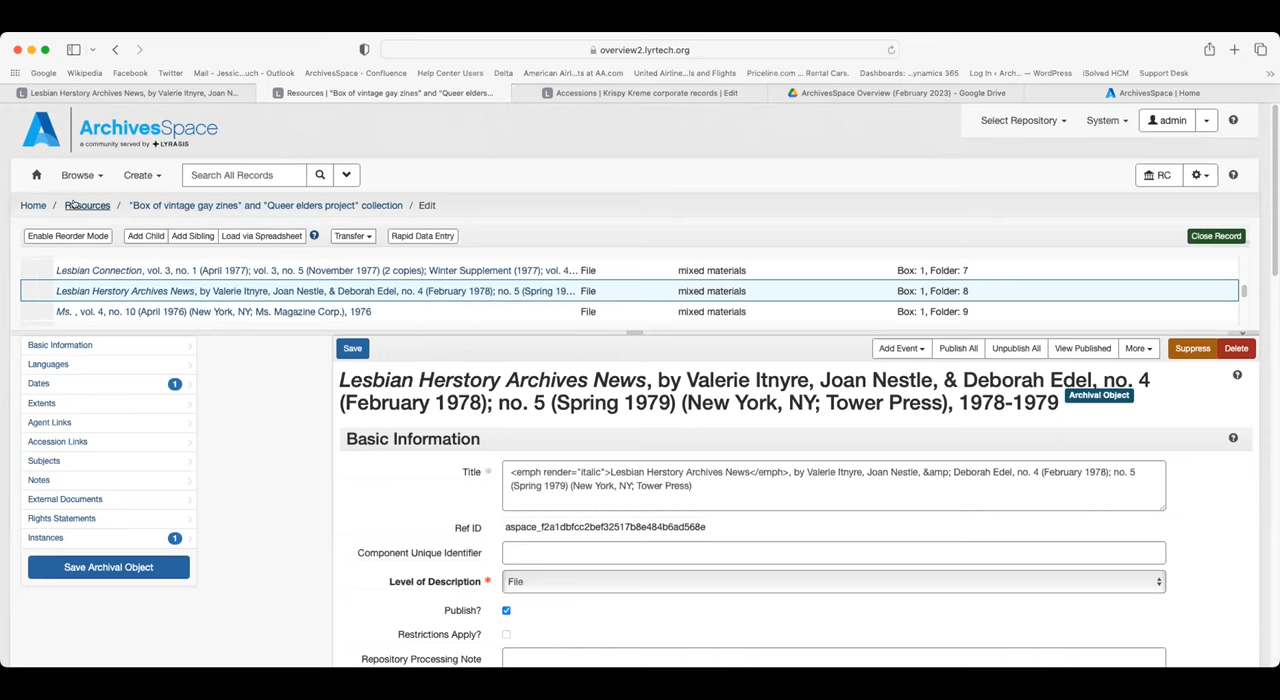 overview2.lyrtech.org
Google Wikipedia Facebook Twitter Mail - Jessic...uch - Outlook ArchivesSpace - Confluence Help Center Users Delta American Airl...ts at AA.com United Airline...ls and Flights Priceline.com ... Rental Cars. Dashboards: ...ynamics 365 Log In ‹ Arch... — WordPress iSolved HCM Support Desk
L Lesbian Herstory Archives News, by Valerie Itnyre, Joan N... L Resources | "Box of vintage gay zines" and "Queer elders... L Accessions | Krispy Kreme corporate records | Edit ArchivesSpace Overview (February 2023) - Google Drive ArchivesSpace | Home
ArchivesSpace
a community served by LYRASIS
Select Repository System admin
Browse Create Search All Records RC
Home / Resources / "Box of vintage gay zines" and "Queer elders project" collection / Edit
Enable Reorder Mode Add Child Add Sibling Load via Spreadsheet Transfer Rapid Data Entry Close Record
Lesbian Connection, vol. 3, no. 1 (April 1977); vol. 3, no. 5 (November 1977) (2 copies); Winter Supplement (1977); vol. 4... File mixed materials Box: 1, Folder: 7
Lesbian Herstory Archives News, by Valerie Itnyre, Joan Nestle, & Deborah Edel, no. 4 (February 1978); no. 5 (Spring 19... File mixed materials Box: 1, Folder: 8
Ms. , vol. 4, no. 10 (April 1976) (New York, NY; Ms. Magazine Corp.), 1976 File mixed materials Box: 1, Folder: 9
Basic Information
Languages
Dates 1
Extents
Agent Links
Accession Links
Subjects
Notes
External Documents
Rights Statements
Instances 1
Save Archival Object
Save Add Event Publish All Unpublish All View Published More Suppress Delete
Lesbian Herstory Archives News, by Valerie Itnyre, Joan Nestle, & Deborah Edel, no. 4
(February 1978); no. 5 (Spring 1979) (New York, NY; Tower Press), 1978-1979 Archival Object
Basic Information
Title <emph render="italic">Lesbian Herstory Archives News</emph>, by Valerie Itnyre, Joan Nestle, &amp; Deborah Edel, no. 4 (February 1978); no. 5
(Spring 1979) (New York, NY; Tower Press)
Ref ID aspace_f2a1dbfcc2bef32517b8e484b6ad568e
Component Unique Identifier
Level of Description * File
Publish?
Restrictions Apply?
Repository Processing Note